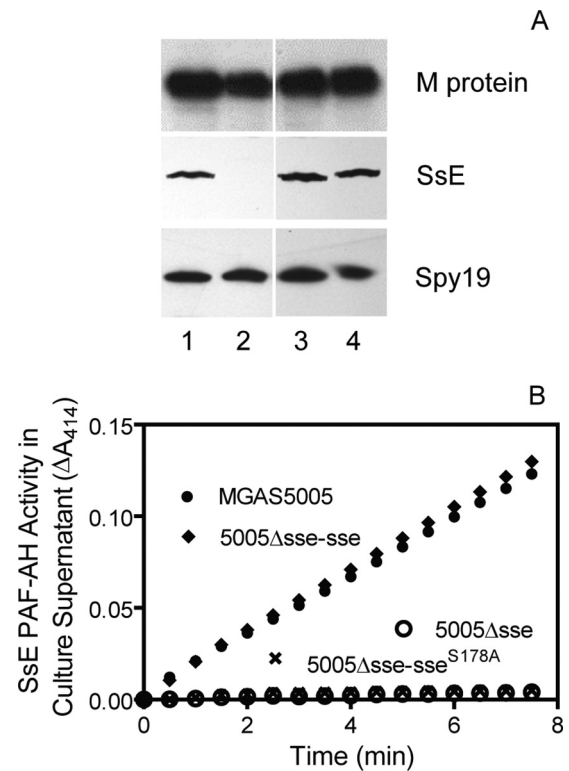 A
M protein
SsE
Spy19
1 2 3 4
B
SsE PAF-AH Activity in
Culture Supernatant (ΔA414)
0.15
0.10
0.05
0.00
MGAS5005
5005Δsse-sse
5005Δsse
5005Δsse-sseS178A
0 2 4 6 8
Time (min)